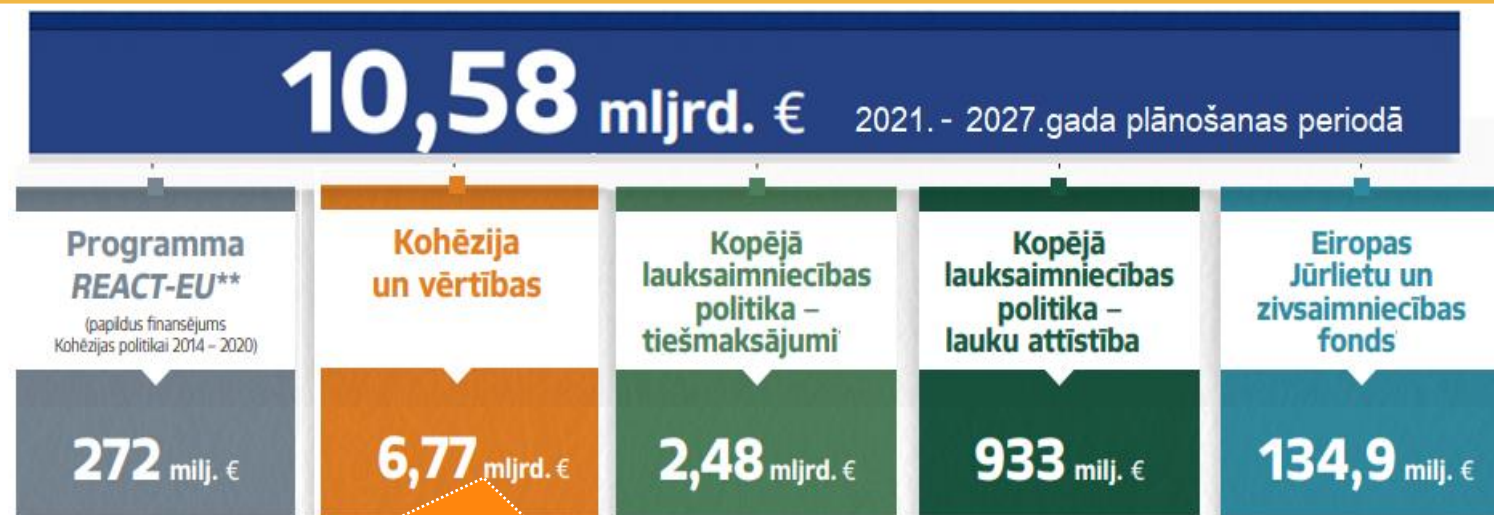 10,58 mljrd. € 2021. - 2027.gada plānošanas periodā
Programma
REACT-EU**
(papildus finansējums
Kohēzijas politikai 2014 – 2020)
272 milj. €
Kohēzija
un vērtības
6,77 mljrd. €
Kopējā
lauksaimniecības
politika –
tiešmaksājumi
2,48 mljrd. €
Kopējā
lauksaimniecības
politika –
lauku attīstība
933 milj. €
Eiropas
Jūrlietu un
zivsaimniecības
fonds
134,9 milj. €